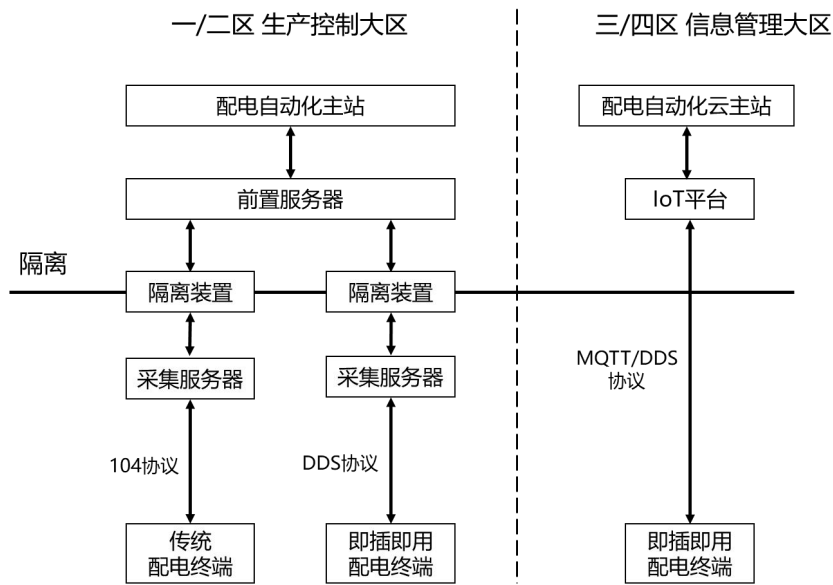 一/二区 生产控制大区
三/四区 信息管理大区
配电自动化主站
配电自动化云主站
前置服务器
IoT平台
隔离
隔离装置
隔离装置
采集服务器
采集服务器
MQTT/DDS
协议
104协议
DDS协议
传统
配电终端
即插即用
配电终端
即插即用
配电终端